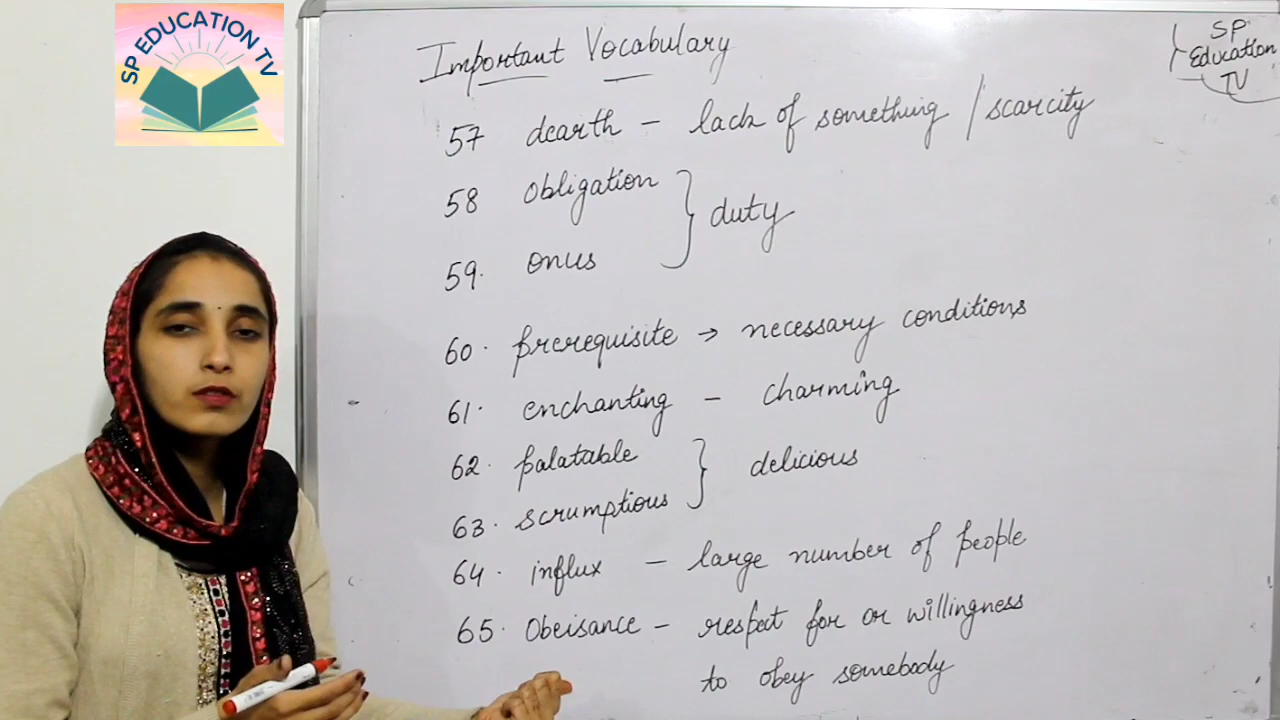 SP EDUCATION TV
SP
Education
TV
Important Vocabulary
57 dearth - lack of something / scarcity
58 obligation
59. onus } duty
60. prerequisite → necessary conditions
61. enchanting - charming
62. palatable
63. scrumptious } delicious
64. influx - large number of people
65. Obeisance - respect for or willingness
to obey somebody